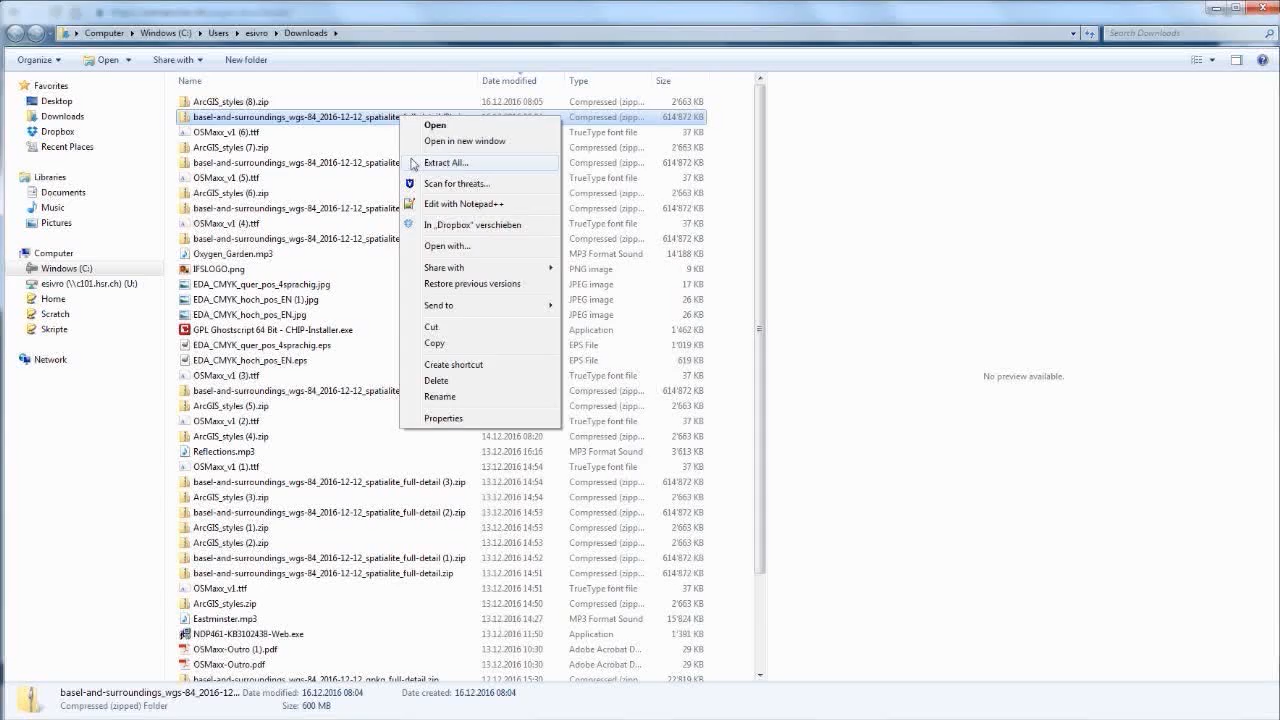 Computer ▸ Windows (C:) ▸ Users ▸ esivro ▸ Downloads ▸
Search Downloads
Organize Open Share with New folder
Name Date modified Type Size
Favorites
Desktop
Downloads
Dropbox
Recent Places
Libraries
Documents
Music
Pictures
Computer
Windows (C:)
esivro (\\c101.hsr.ch) (U:)
Home
Scratch
Skripte
Network
ArcGIS_styles (8).zip 16.12.2016 08:05 Compressed (zipp... 2'663 KB
basel-and-surroundings_wgs-84_2016-12-12_spatialite_ Compressed (zipp... 614'872 KB
OSMaxx_v1 (6).ttf TrueType font file 37 KB
ArcGIS_styles (7).zip Compressed (zipp... 2'663 KB
basel-and-surroundings_wgs-84_2016-12-12_spatialite_ Compressed (zipp... 614'872 KB
OSMaxx_v1 (5).ttf TrueType font file 37 KB
ArcGIS_styles (6).zip Compressed (zipp... 2'663 KB
basel-and-surroundings_wgs-84_2016-12-12_spatialite_ Compressed (zipp... 614'872 KB
OSMaxx_v1 (4).ttf TrueType font file 37 KB
basel-and-surroundings_wgs-84_2016-12-12_spatialite_ Compressed (zipp... 614'872 KB
Oxygen_Garden.mp3 MP3 Format Sound 14'188 KB
IFSLOGO.png PNG image 9 KB
EDA_CMYK_quer_pos_4sprachig.jpg JPEG image 17 KB
EDA_CMYK_hoch_pos_EN (1).jpg JPEG image 26 KB
EDA_CMYK_hoch_pos_EN.jpg JPEG image 26 KB
GPL Ghostscript 64 Bit - CHIP-Installer.exe Application 1'462 KB
EDA_CMYK_quer_pos_4sprachig.eps EPS File 1'019 KB
EDA_CMYK_hoch_pos_EN.eps EPS File 619 KB
OSMaxx_v1 (3).ttf TrueType font file 37 KB
basel-and-surroundings_wgs-84_2016-12-12_spatialite_ Compressed (zipp... 614'872 KB
ArcGIS_styles (5).zip Compressed (zipp... 2'663 KB
OSMaxx_v1 (2).ttf TrueType font file 37 KB
ArcGIS_styles (4).zip 14.12.2016 08:20 Compressed (zipp... 2'663 KB
Reflections.mp3 13.12.2016 16:16 MP3 Format Sound 13'634 KB
OSMaxx_v1 (1).ttf 13.12.2016 14:54 TrueType font file 37 KB
basel-and-surroundings_wgs-84_2016-12-12_spatialite_full-detail (3).zip 13.12.2016 14:54 Compressed (zipp... 614'872 KB
ArcGIS_styles (3).zip 13.12.2016 14:54 Compressed (zipp... 2'663 KB
basel-and-surroundings_wgs-84_2016-12-12_spatialite_full-detail (2).zip 13.12.2016 14:53 Compressed (zipp... 614'872 KB
ArcGIS_styles (1).zip 13.12.2016 14:53 Compressed (zipp... 2'663 KB
ArcGIS_styles (2).zip 13.12.2016 14:53 Compressed (zipp... 2'663 KB
basel-and-surroundings_wgs-84_2016-12-12_spatialite_full-detail (1).zip 13.12.2016 14:52 Compressed (zipp... 614'872 KB
basel-and-surroundings_wgs-84_2016-12-12_spatialite_full-detail.zip 13.12.2016 14:51 Compressed (zipp... 614'872 KB
OSMaxx_v1.ttf 13.12.2016 14:51 TrueType font file 37 KB
ArcGIS_styles.zip 13.12.2016 14:50 Compressed (zipp... 2'663 KB
Eastminster.mp3 13.12.2016 14:27 MP3 Format Sound 15'824 KB
NDP461-KB3102438-Web.exe 13.12.2016 11:50 Application 1'391 KB
OSMaxx-Outro (1).pdf 13.12.2016 10:30 Adobe Acrobat D... 29 KB
OSMaxx-Outro.pdf 13.12.2016 10:30 Adobe Acrobat D... 29 KB
basel-and-surroundings_wgs-84_2016-12-12_gpkg_full-detail.zip 13.12.2016 10:30 Compressed (zipp... 22'819 KB
Open
Open in new window
Extract All...
Scan for threats...
Edit with Notepad++
In „Dropbox“ verschieben
Open with...
Share with
Restore previous versions
Send to
Cut
Copy
Create shortcut
Delete
Rename
Properties
No preview available.
basel-and-surroundings_wgs-84_2016-12... Date modified: 16.12.2016 08:04 Date created: 16.12.2016 08:04
Compressed (zipped) Folder Size: 600 MB